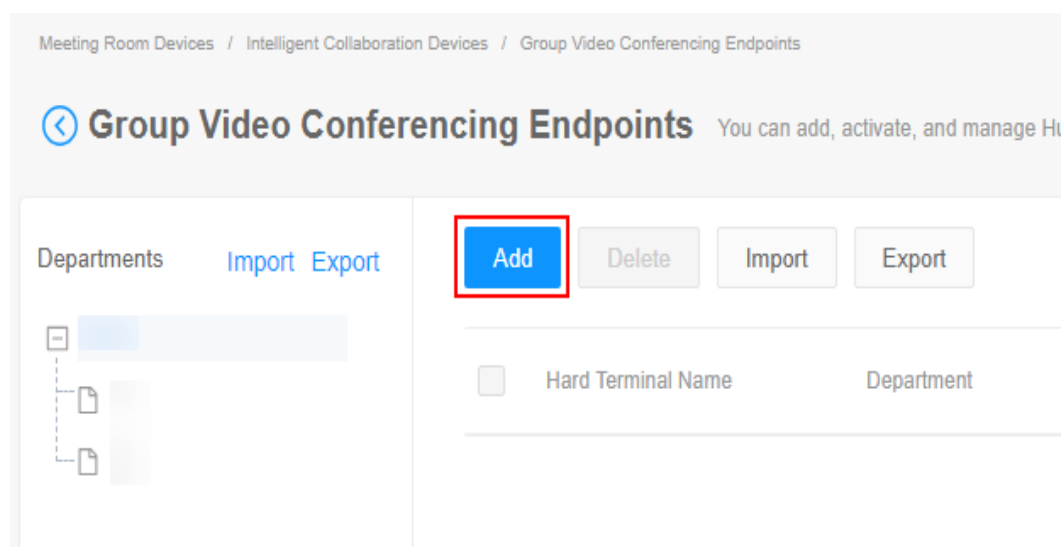 Meeting Room Devices / Intelligent Collaboration Devices / Group Video Conferencing Endpoints
Group Video Conferencing Endpoints You can add, activate, and manage
Departments Import Export
Add Delete Import Export
Hard Terminal Name Department